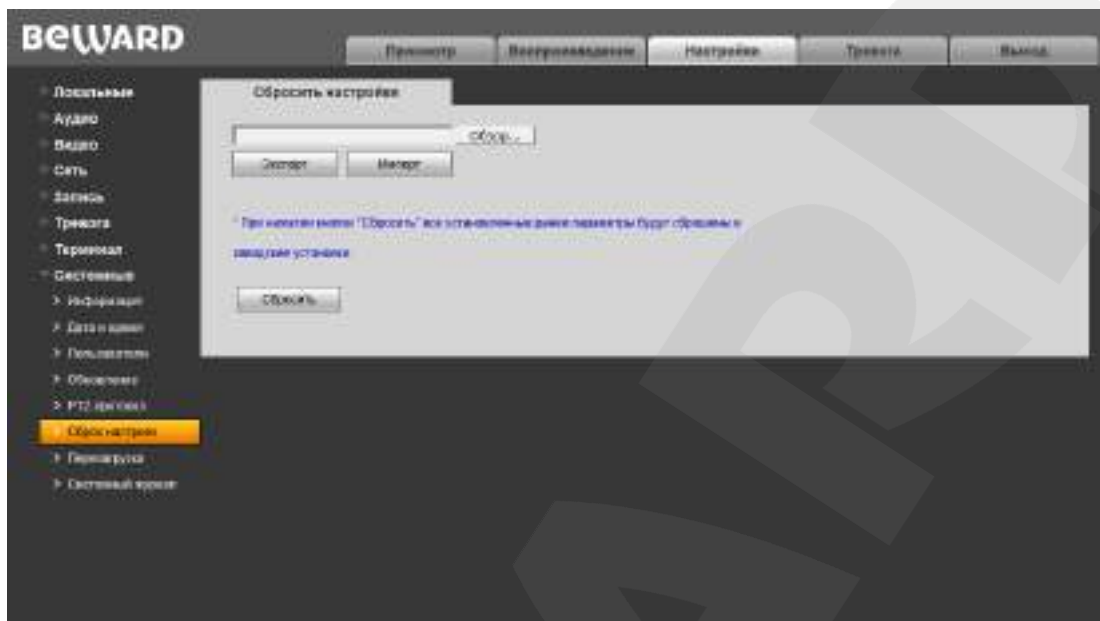 BEWARD
Просмотр Воспроизведение Настройки Тревога Выход
Локальные
Аудио
Видео
Сеть
Запись
Тревога
Терминал
Системные
Информация
Дата и время
Пользователи
Обновление
PTZ протокол
Сброс настроек
Перезагрузка
Системный журнал
Сбросить настройки
Обзор...
Экспорт Импорт
* При нажатии кнопки "Сбросить" все установленные ранее параметры будут сброшены в
заводские установки
Сбросить